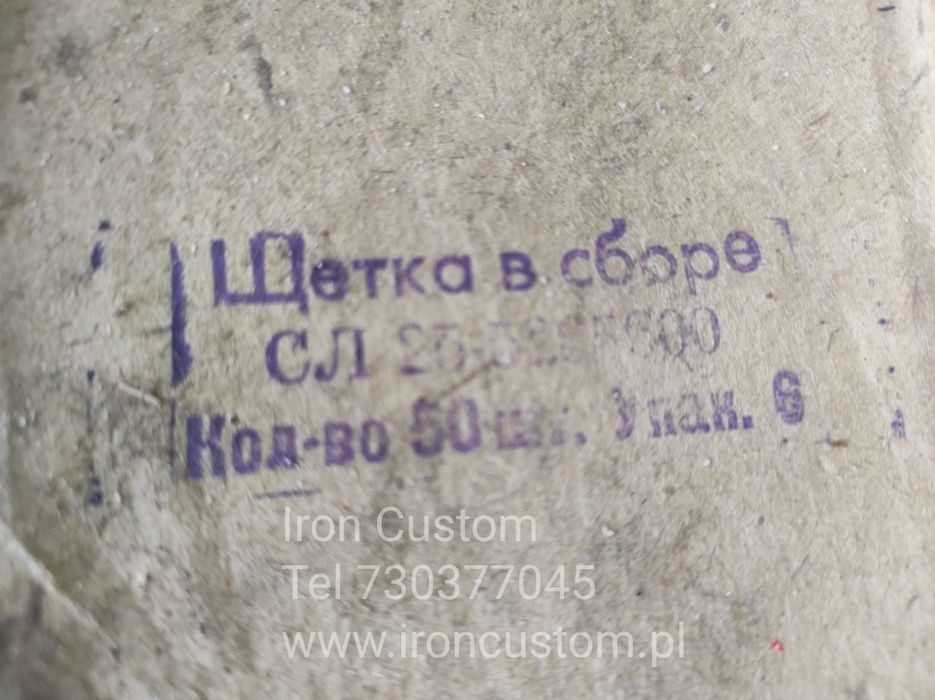 Щетка в сборе
СЛ
Кол-во 50 шт. Упак. 6
Iron Custom
Tel 730377045
www.ironcustom.pl